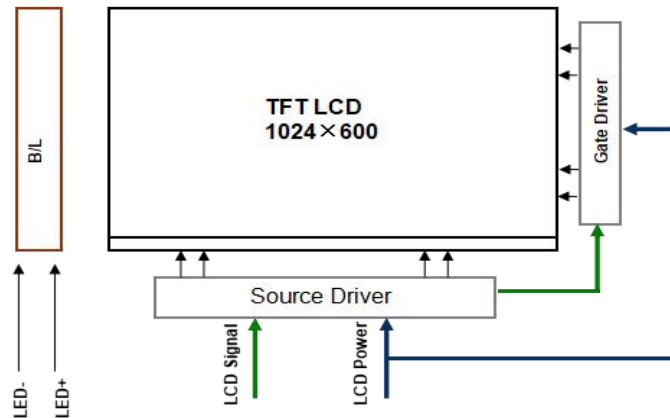 B/L
TFT LCD
1024×600
Gate Driver
Source Driver
LED-
LED+
LCD Signal
LCD Power